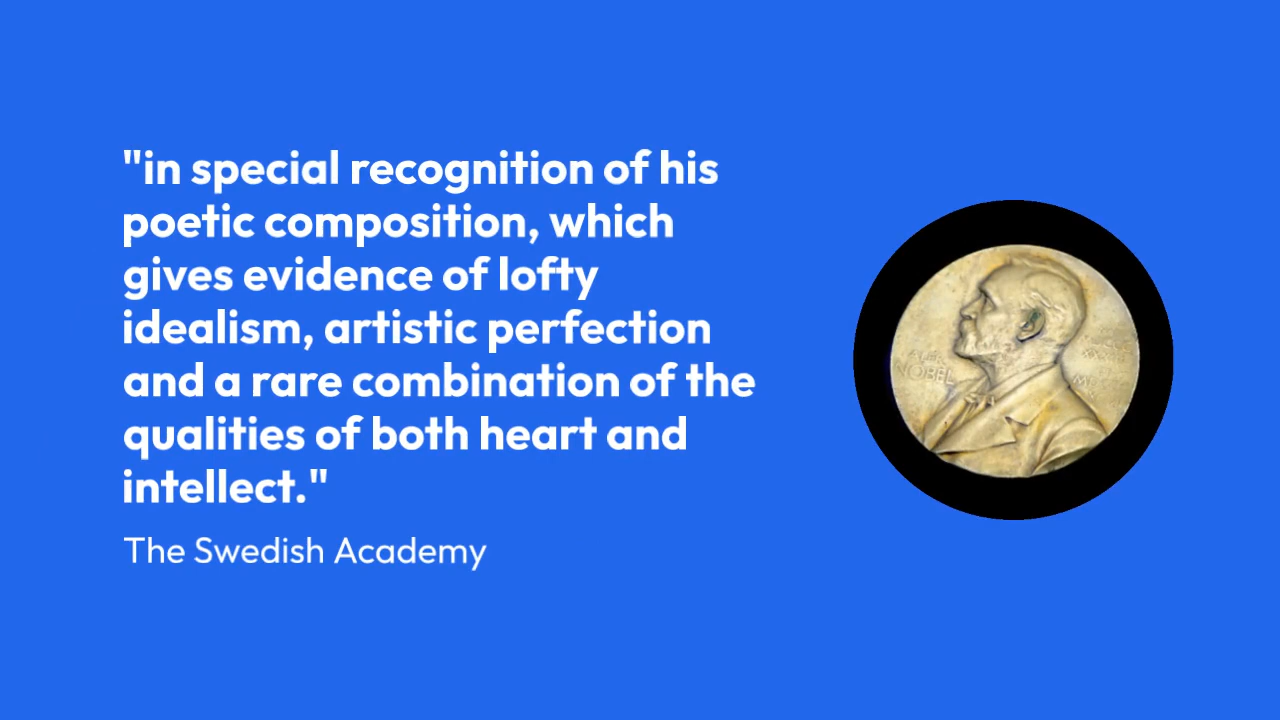 "in special recognition of his
poetic composition, which
gives evidence of lofty
idealism, artistic perfection
and a rare combination of the
qualities of both heart and
intellect."
The Swedish Academy
NOBEL